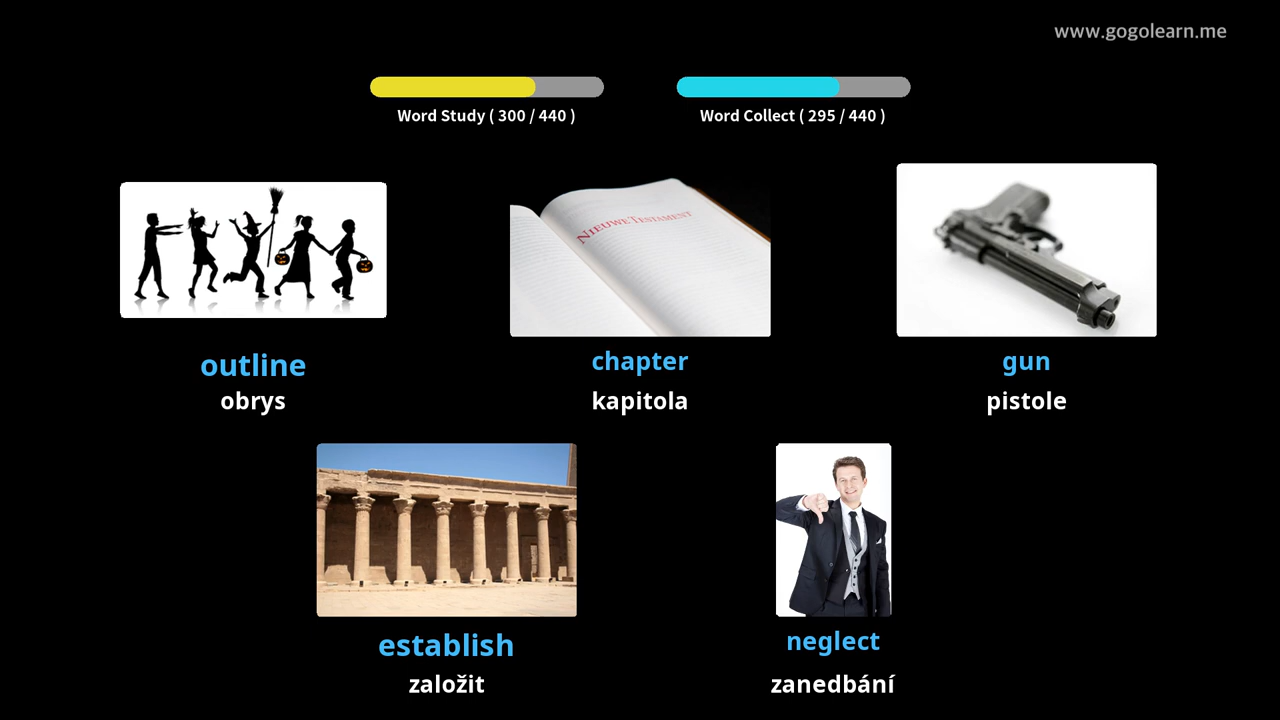 www.gogolearn.me
Word Study ( 300 / 440 )
Word Collect ( 295 / 440 )
NIEUWE TESTAMENT
outline
chapter
gun
obrys
kapitola
pistole
establish
neglect
založit
zanedbání